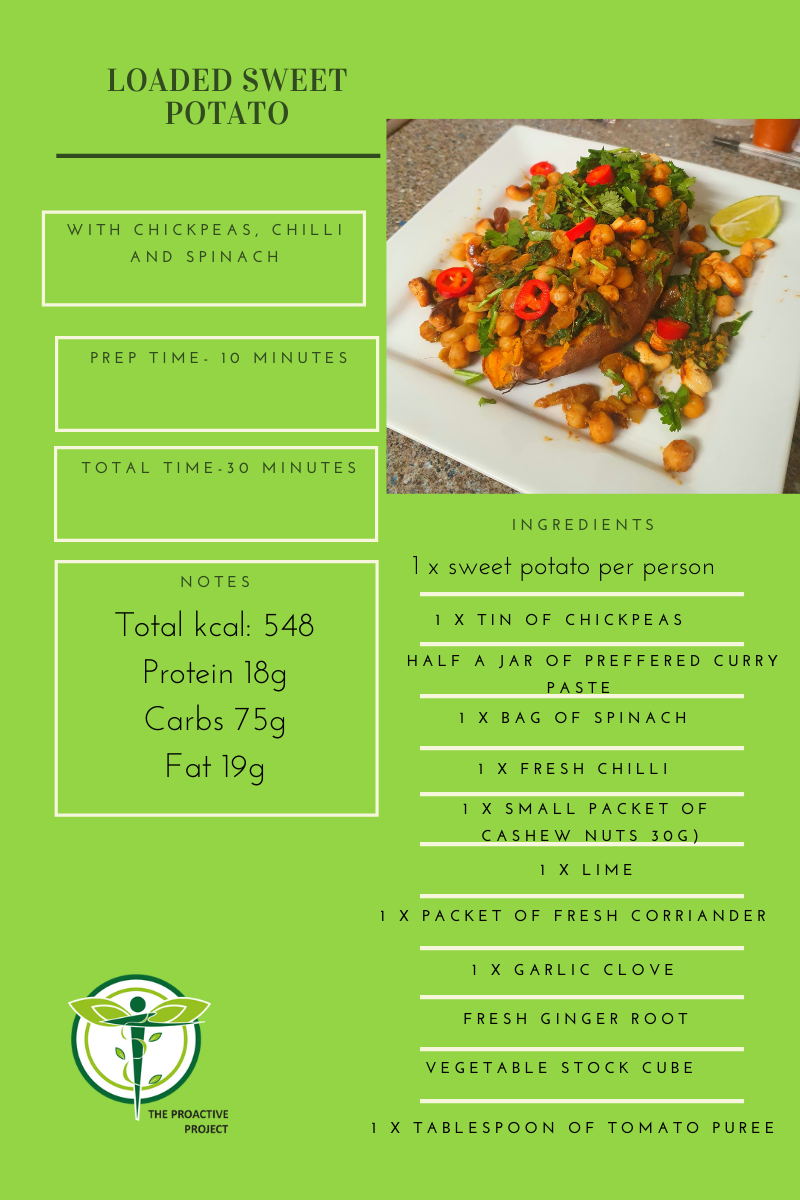 LOADED SWEET
POTATO
WITH CHICKPEAS, CHILLI
AND SPINACH
PREP TIME- 10 MINUTES
TOTAL TIME-30 MINUTES
NOTES
Total kcal: 548
Protein 18g
Carbs 75g
Fat 19g
INGREDIENTS
1 x sweet potato per person
1 X TIN OF CHICKPEAS
HALF A JAR OF PREFFERED CURRY
PASTE
1 X BAG OF SPINACH
1 X FRESH CHILLI
1 X SMALL PACKET OF
CASHEW NUTS 30G)
1 X LIME
1 X PACKET OF FRESH CORRIANDER
1 X GARLIC CLOVE
FRESH GINGER ROOT
VEGETABLE STOCK CUBE
1 X TABLESPOON OF TOMATO PUREE
THE PROACTIVE
PROJECT